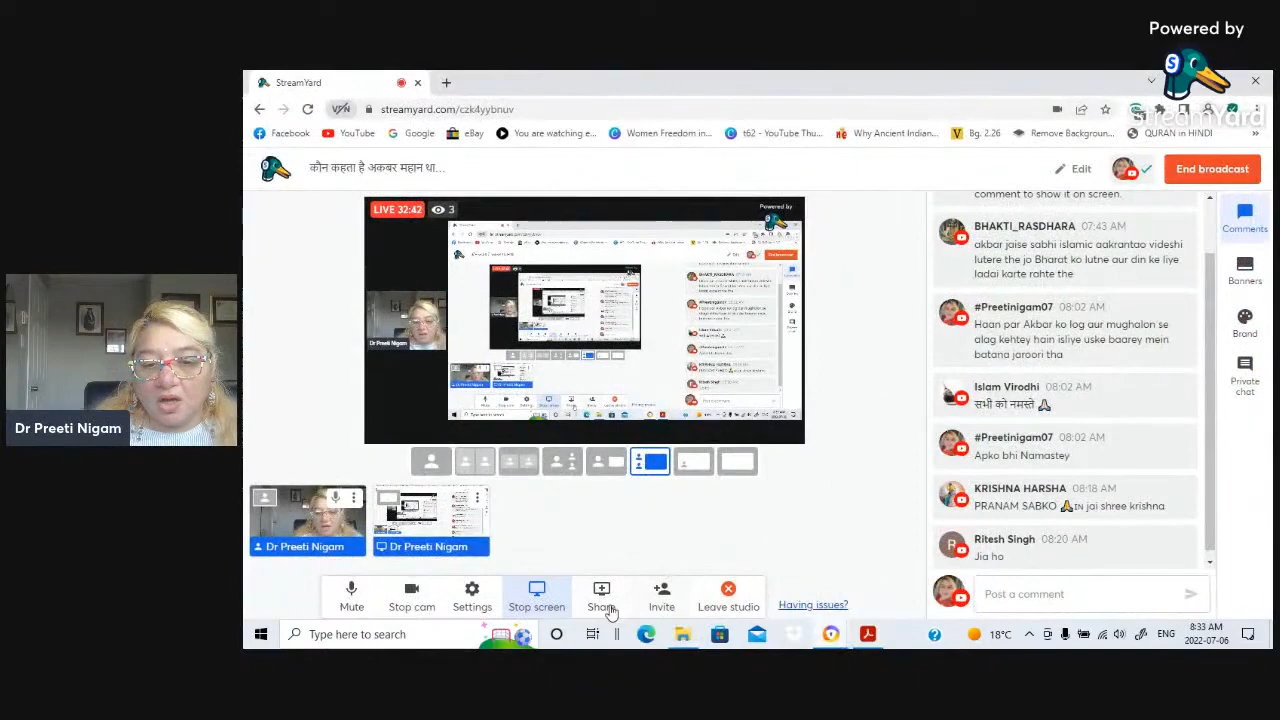 Powered by
StreamYard
StreamYard
VPN
streamyard.com/czk4yybnuv
Facebook
YouTube
Google
eBay
You are watching e...
Women Freedom in...
t62 - YouTube Thu...
Why Ancient Indian...
Bg. 2.26
Remove Backgroun...
QURAN in HINDI
कौन कहता है अकबर महान था...
Edit
End broadcast
LIVE 32:42
3
Powered by
Dr Preeti Nigam
comment to show it on screen.
BHAKTI_RASDHARA 07:43 AM
akbar jaise sabhi islamic aakrantao videshi
lutere the jo Bharat ko lutne aur din ke liye
ladai karte rahte the
#Preetinigam07 08:02 AM
Haan par Akbar ko log aur mughalon se
alag kehtey hain isliye uske baarey mein
batana jaroori tha
Islam Virodhi 08:02 AM
सब को नमस्ते 🙏
#Preetinigam07 08:02 AM
Apko bhi Namastey
KRISHNA HARSHA 08:18 AM
PRANAM SABKO 🙏 IN jai shree krishna
Ritesh Singh 08:20 AM
Jia ho
Post a comment
Comments
Banners
Brand
Private
chat
Dr Preeti Nigam
Dr Preeti Nigam
Dr Preeti Nigam
Mute
Stop cam
Settings
Stop screen
Share
Invite
Leave studio
Having issues?
Type here to search
18°C
ENG
8:33 AM
2022-07-06